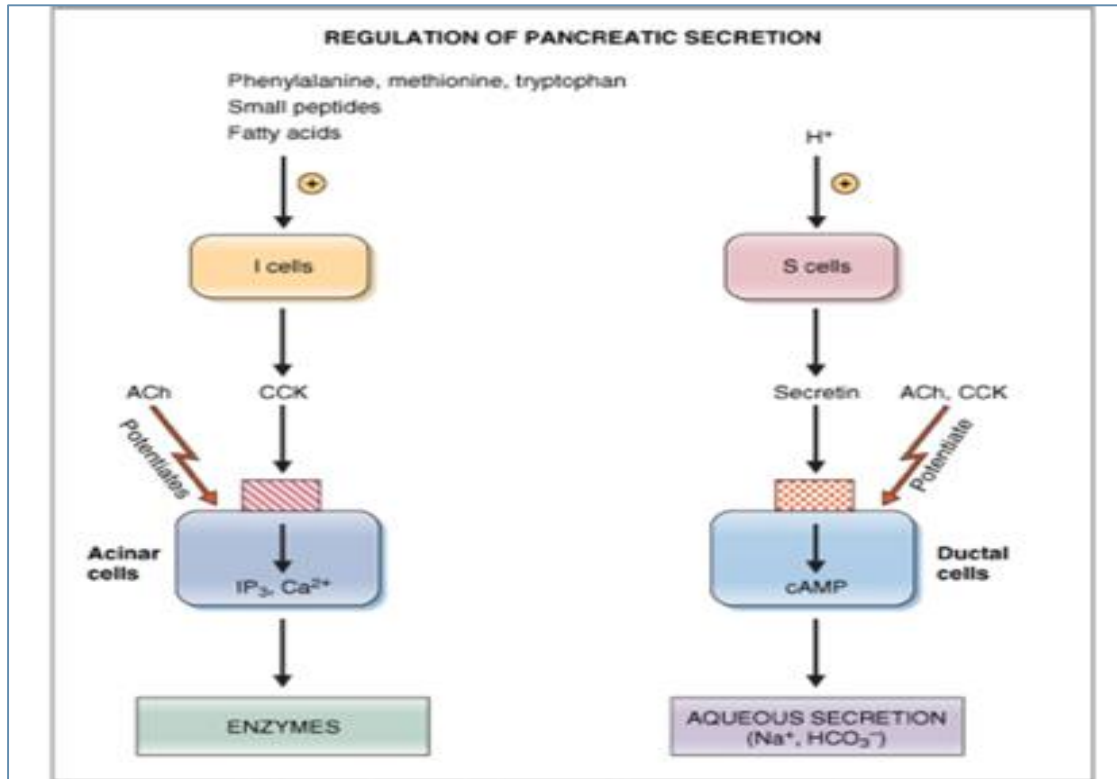 REGULATION OF PANCREATIC SECRETION
Phenylalanine, methionine, tryptophan
Small peptides
Fatty acids
H⁺
+
+
I cells
S cells
ACh
CCK
Secretin
ACh, CCK
Potentiates
Potentiate
Acinar
cells
IP₃, Ca²⁺
cAMP
Ductal
cells
ENZYMES
AQUEOUS SECRETION
(Na⁺, HCO₃⁻)